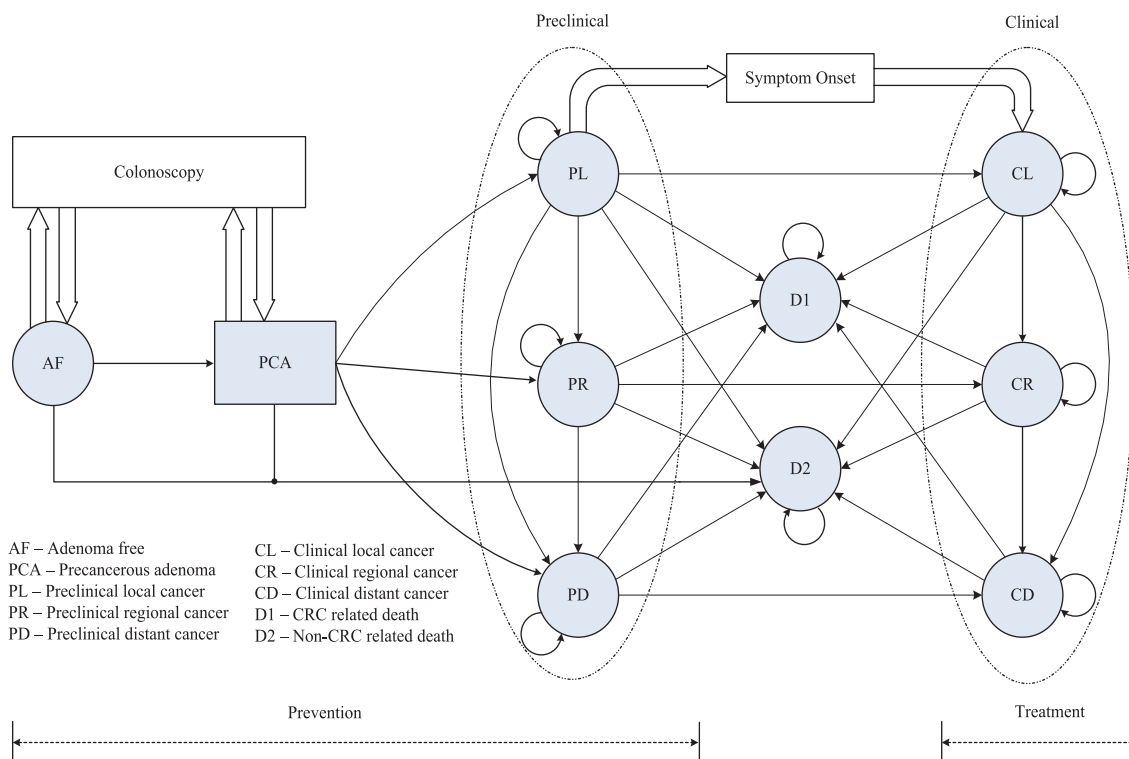 Preclinical
Clinical
Symptom Onset
Colonoscopy
PL
CL
D1
AF
PCA
PR
CR
D2
PD
CD
AF – Adenoma free
PCA – Precancerous adenoma
PL – Preclinical local cancer
PR – Preclinical regional cancer
PD – Preclinical distant cancer
CL – Clinical local cancer
CR – Clinical regional cancer
CD – Clinical distant cancer
D1 – CRC related death
D2 – Non-CRC related death
Prevention
Treatment